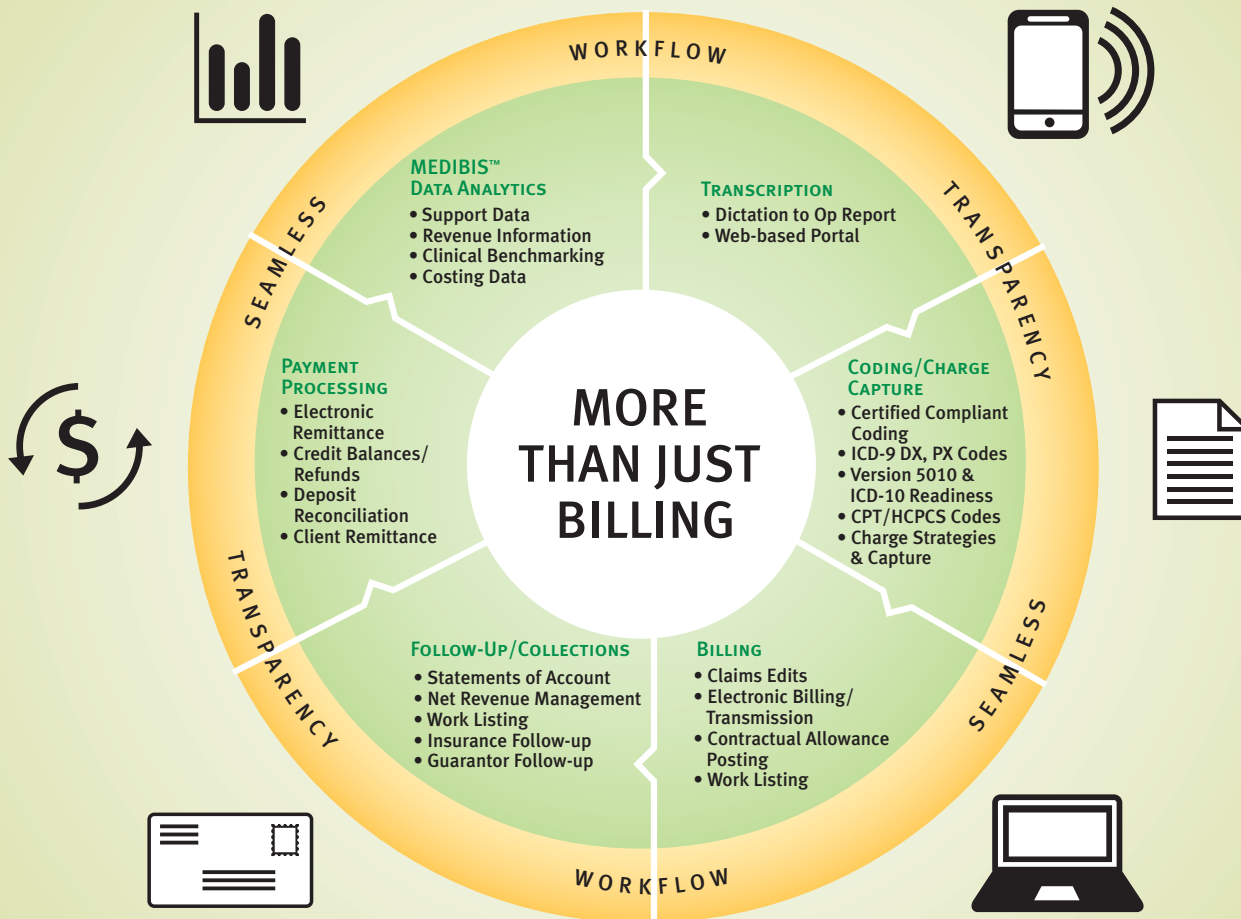 WORKFLOW
TRANSPARENCY
SEAMLESS
WORKFLOW
TRANSPARENCY
SEAMLESS
MORE
THAN JUST
BILLING
TRANSCRIPTION
• Dictation to Op Report
• Web-based Portal
CODING/CHARGE
CAPTURE
• Certified Compliant
Coding
• ICD-9 DX, PX Codes
• Version 5010 &
ICD-10 Readiness
• CPT/HCPCS Codes
• Charge Strategies
& Capture
BILLING
• Claims Edits
• Electronic Billing/
Transmission
• Contractual Allowance
Posting
• Work Listing
FOLLOW-UP/COLLECTIONS
• Statements of Account
• Net Revenue Management
• Work Listing
• Insurance Follow-up
• Guarantor Follow-up
PAYMENT
PROCESSING
• Electronic
Remittance
• Credit Balances/
Refunds
• Deposit
Reconciliation
• Client Remittance
MEDIBIS™
DATA ANALYTICS
• Support Data
• Revenue Information
• Clinical Benchmarking
• Costing Data
$